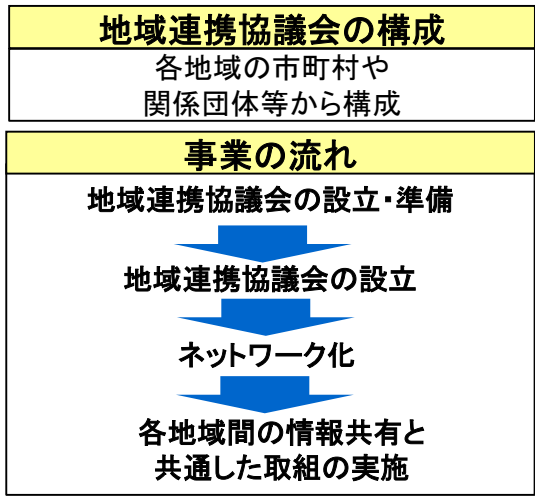 地域連携協議会の構成
各地域の市町村や
関係団体等から構成
事業の流れ
地域連携協議会の設立・準備
地域連携協議会の設立
ネットワーク化
各地域間の情報共有と
共通した取組の実施